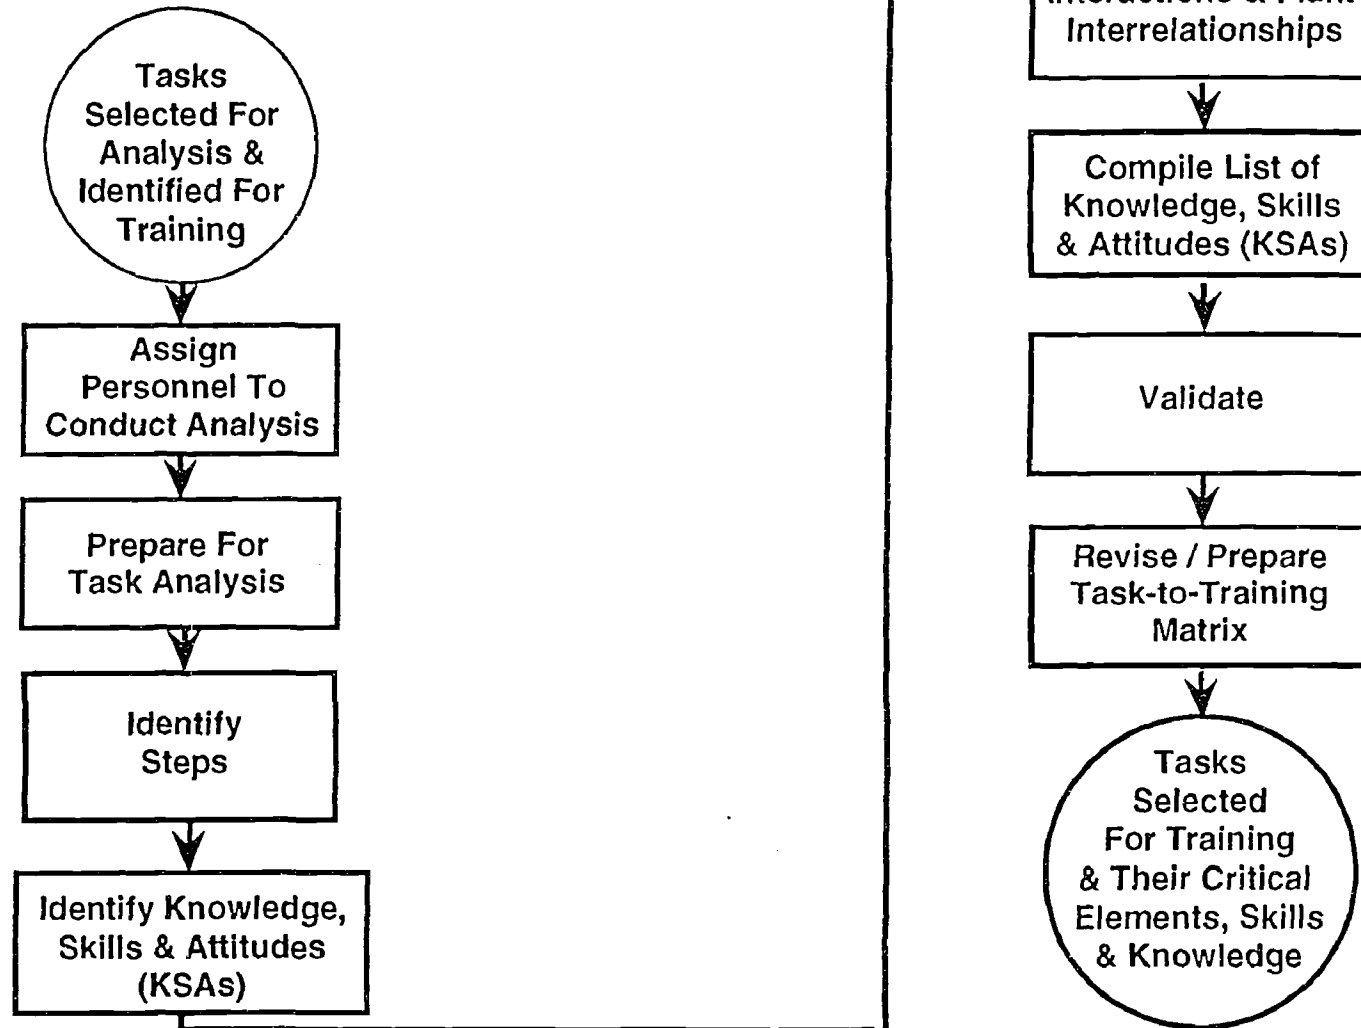 Tasks
Selected For
Analysis &
Identified For
Training
Assign
Personnel To
Conduct Analysis
Prepare For
Task Analysis
Identify
Steps
Identify Knowledge,
Skills & Attitudes
(KSAs)
Interrelationships
Compile List of
Knowledge, Skills
& Attitudes (KSAs)
Validate
Revise / Prepare
Task-to-Training
Matrix
Tasks
Selected
For Training
& Their Critical
Elements, Skills
& Knowledge